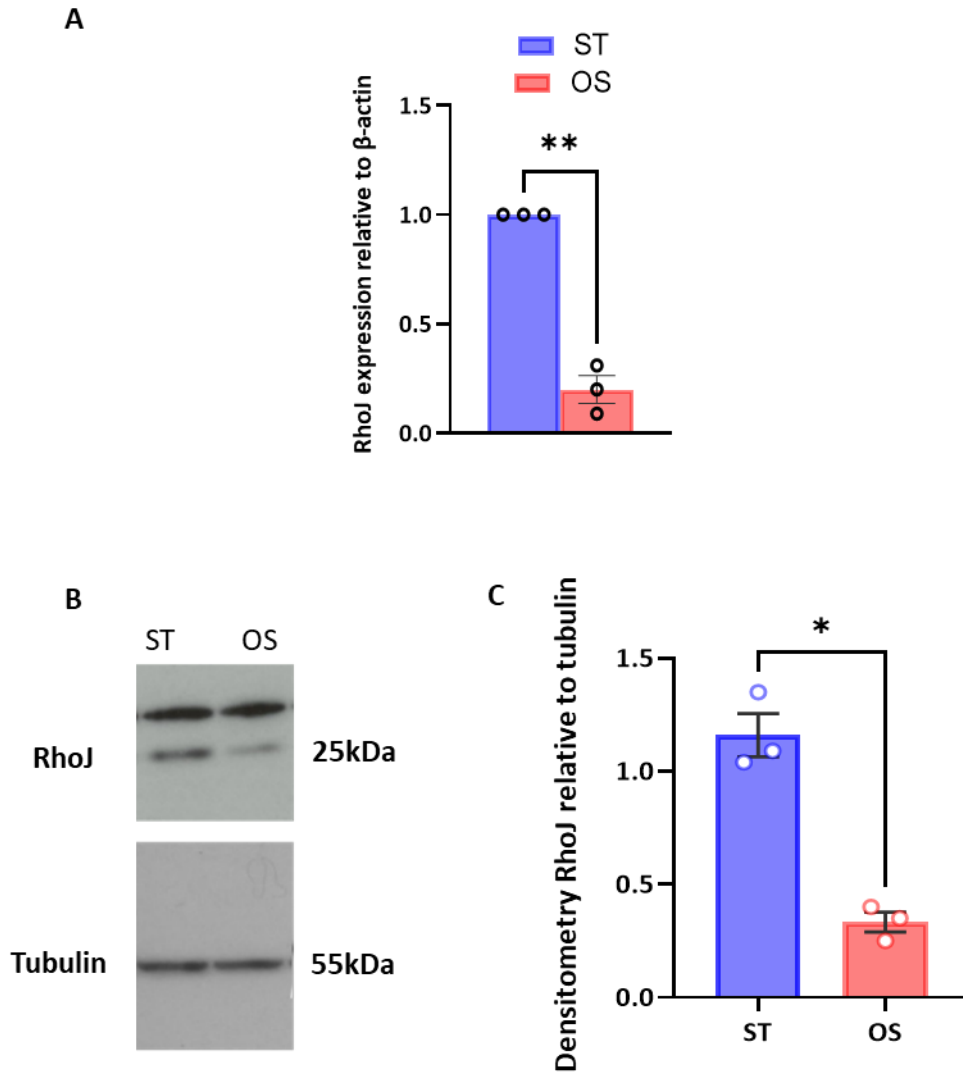 A
ST
OS
RhoJ expression relative to β-actin
1.5
**
1.0
0.5
0.0
B
ST OS
RhoJ
25kDa
Tubulin
55kDa
C
Densitometry RhoJ relative to tubulin
*
1.5
1.0
0.5
0.0
ST OS